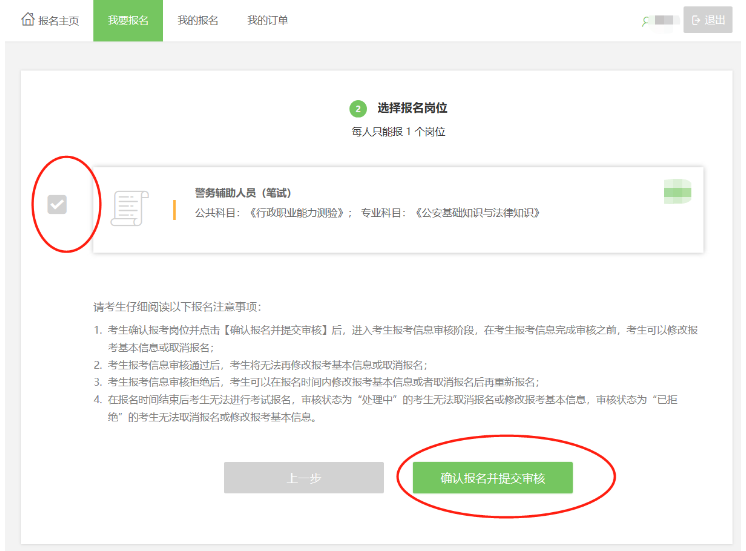 报名主页 我要报名 我的报名 我的订单 退出
2 选择报名岗位
每人只能报 1 个岗位
警务辅助人员（笔试）
公共科目：《行政职业能力测验》； 专业科目：《公安基础知识与法律知识》
请考生仔细阅读以下报名注意事项：
1. 考生确认报考岗位并点击【确认报名并提交审核】后，进入考生报考信息审核阶段，在考生报考信息完成审核之前，考生可以修改报
考基本信息或取消报名；
2. 考生报考信息审核通过后，考生将无法再修改报考基本信息或取消报名；
3. 考生报考信息审核拒绝后，考生可以在报名时间内修改报考基本信息或者取消报名后再重新报名；
4. 在报名时间结束后考生无法进行考试报名，审核状态为“处理中”的考生无法取消报名或修改报考基本信息，审核状态为“已拒
绝”的考生无法取消报名或修改报考基本信息。
上一步 确认报名并提交审核